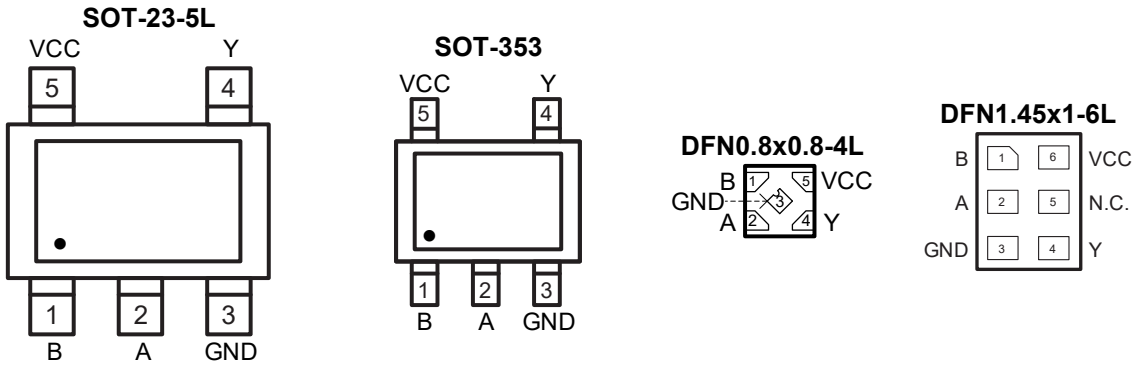 SOT-23-5L
VCC Y
5 4
1 2 3
B A GND
SOT-353
VCC Y
5 4
1 2 3
B A GND
DFN0.8x0.8-4L
B 1 5 VCC
GND 3
A 2 4 Y
DFN1.45x1-6L
B 1 6 VCC
A 2 5 N.C.
GND 3 4 Y